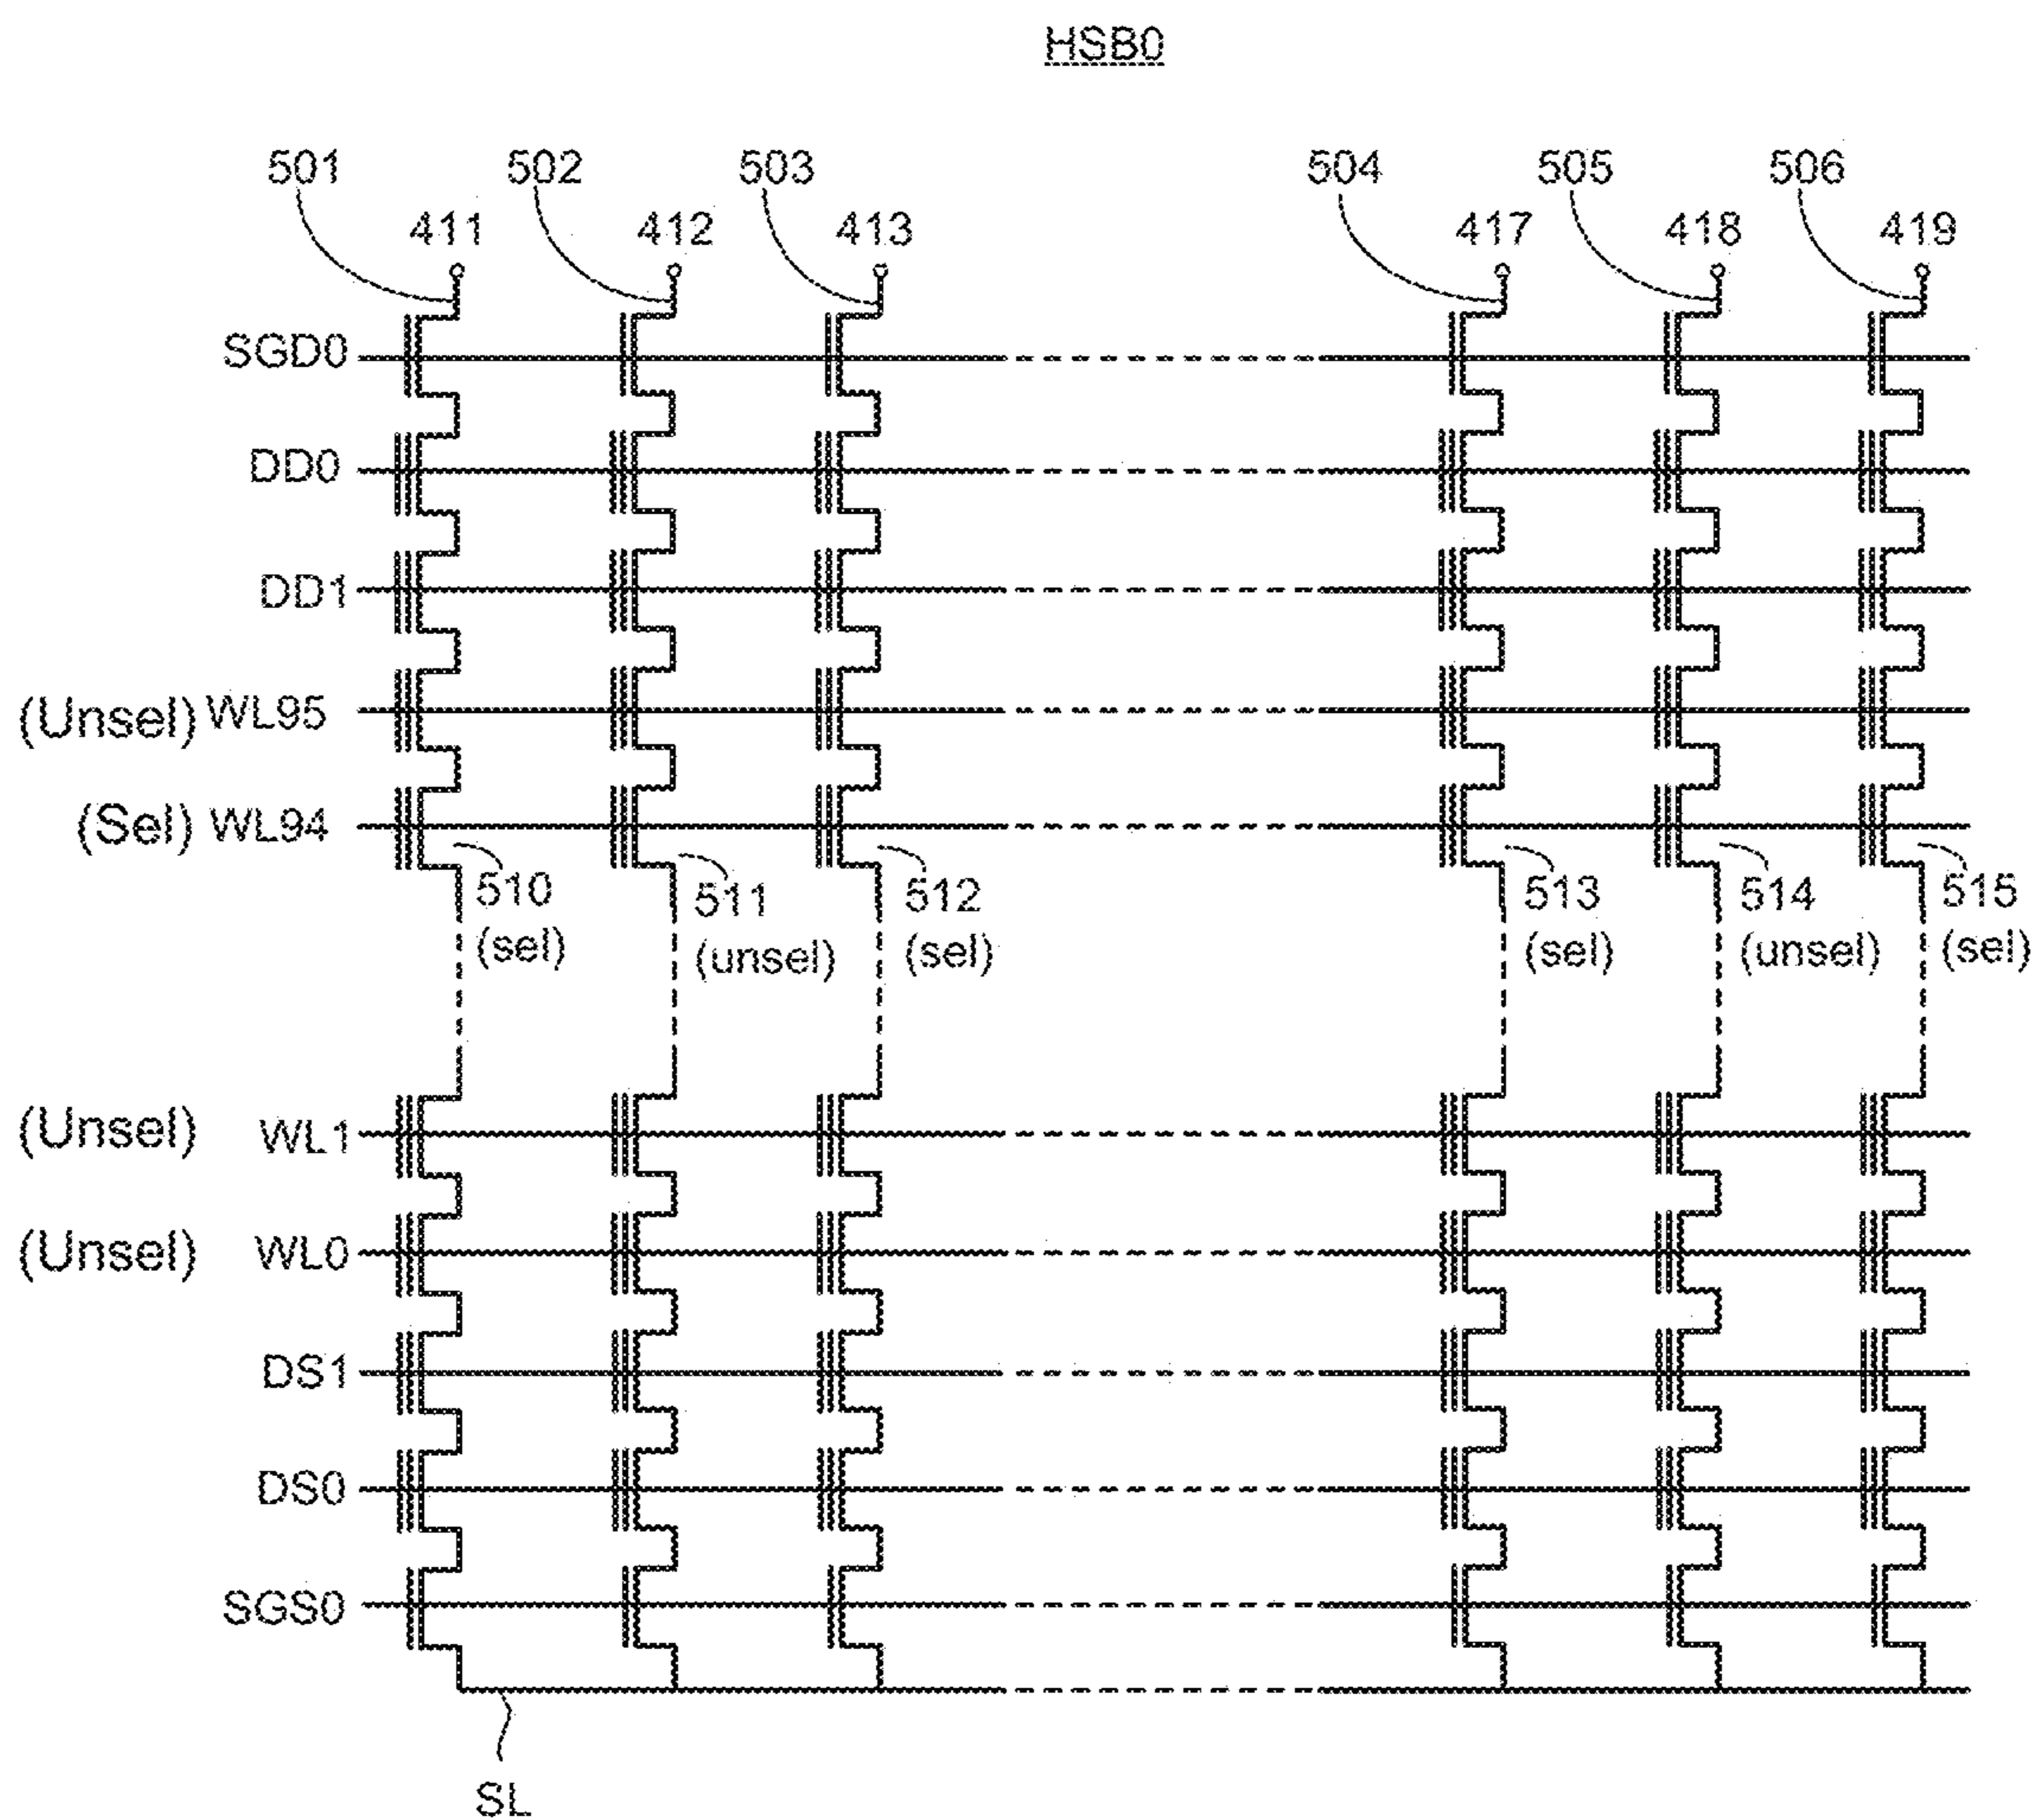 HSB0
501 502 503 504 505 506
411 412 413 417 418 419
SGD0
DD0
DD1
(Unsel) WL95
(Sel) WL94
510 511 512 513 514 515
(sel) (unsel) (sel) (sel) (unsel) (sel)
(Unsel) WL1
(Unsel) WL0
DS1
DS0
SGS0
SL